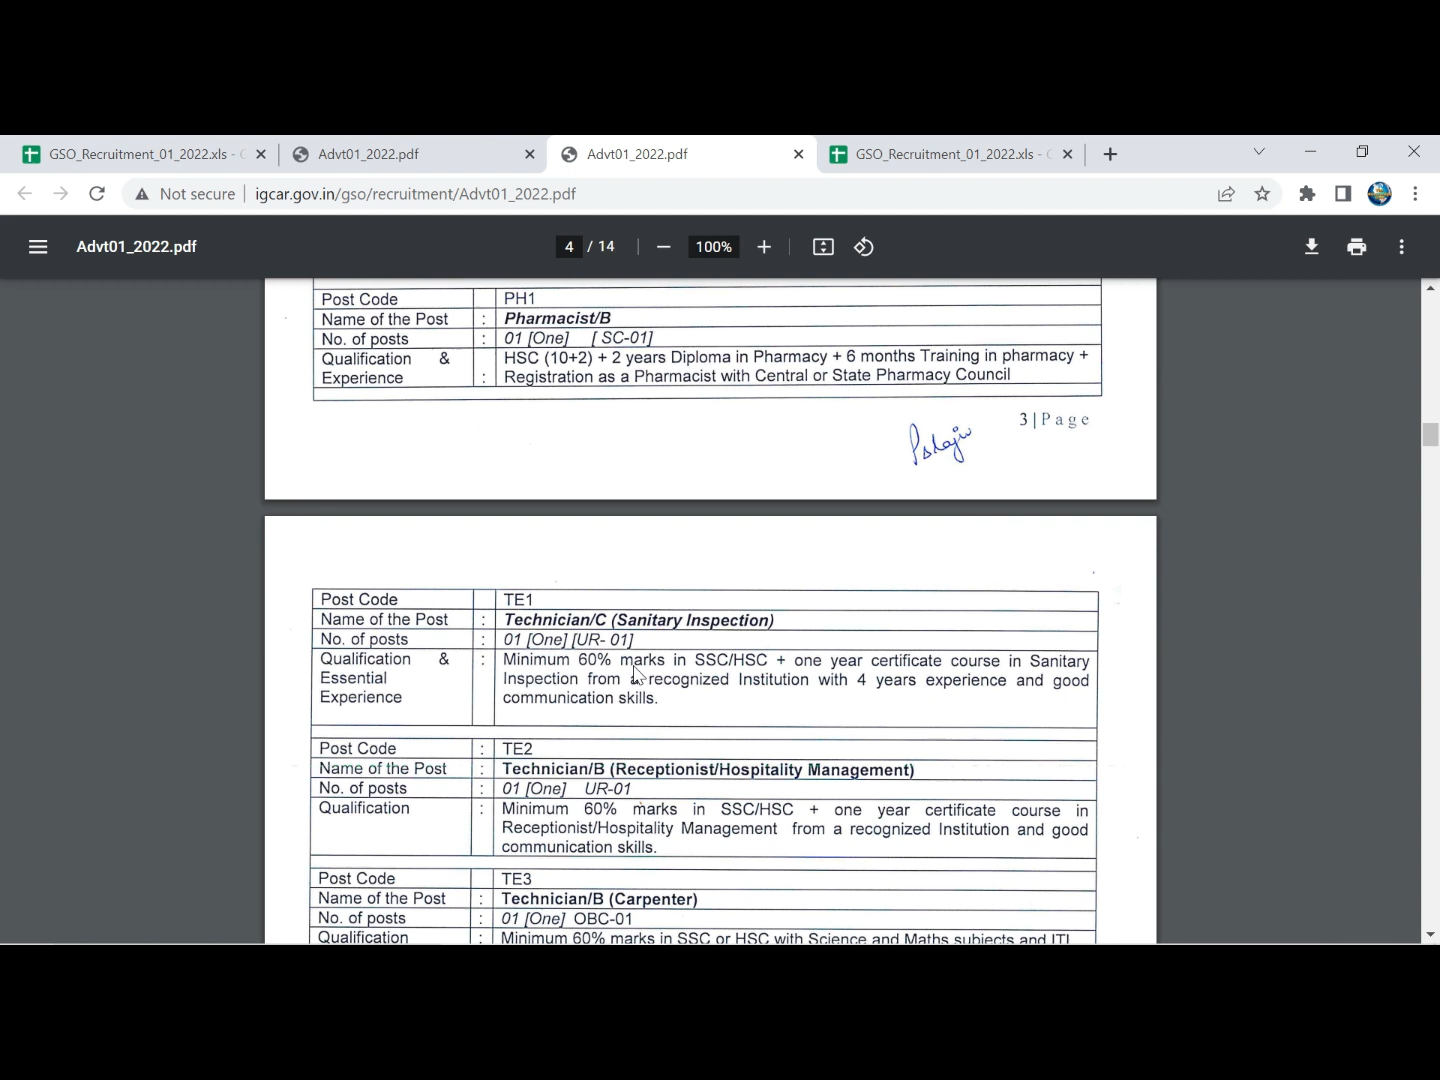 GSO_Recruitment_01_2022.xls -
Advt01_2022.pdf
Advt01_2022.pdf
GSO_Recruitment_01_2022.xls -
Not secure
igcar.gov.in/gso/recruitment/Advt01_2022.pdf
Advt01_2022.pdf
4 / 14
100%
Post Code PH1
Name of the Post : Pharmacist/B
No. of posts : 01 [One] [ SC-01]
Qualification & HSC (10+2) + 2 years Diploma in Pharmacy + 6 months Training in pharmacy +
Experience : Registration as a Pharmacist with Central or State Pharmacy Council
3|Page
Post Code TE1
Name of the Post : Technician/C (Sanitary Inspection)
No. of posts : 01 [One] [UR- 01]
Qualification & : Minimum 60% marks in SSC/HSC + one year certificate course in Sanitary
Essential Inspection from a recognized Institution with 4 years experience and good
Experience communication skills.
Post Code : TE2
Name of the Post : Technician/B (Receptionist/Hospitality Management)
No. of posts : 01 [One] UR-01
Qualification : Minimum 60% marks in SSC/HSC + one year certificate course in
Receptionist/Hospitality Management from a recognized Institution and good
communication skills.
Post Code : TE3
Name of the Post : Technician/B (Carpenter)
No. of posts : 01 [One] OBC-01
Qualification : Minimum 60% marks in SSC or HSC with Science and Maths subjects and ITI